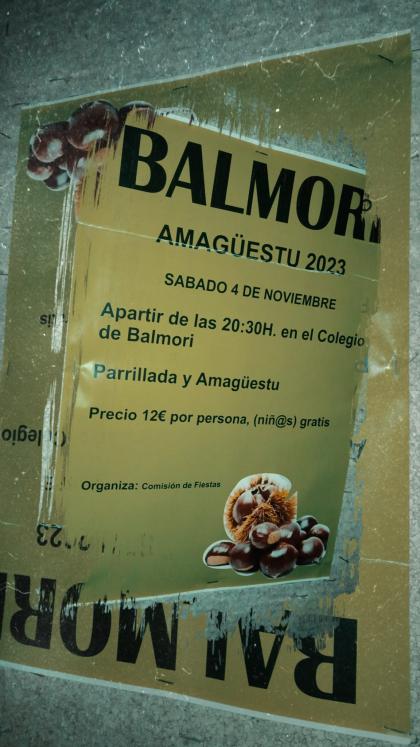 BALMORI
AMAGÜESTU 2023
SABADO 4 DE NOVIEMBRE
Apartir de las 20:30H. en el Colegio
de Balmori
Parrillada y Amagüestu
Precio 12€ por persona, (niñ@s) gratis
Organiza: Comisión de Fiestas
BALMORI